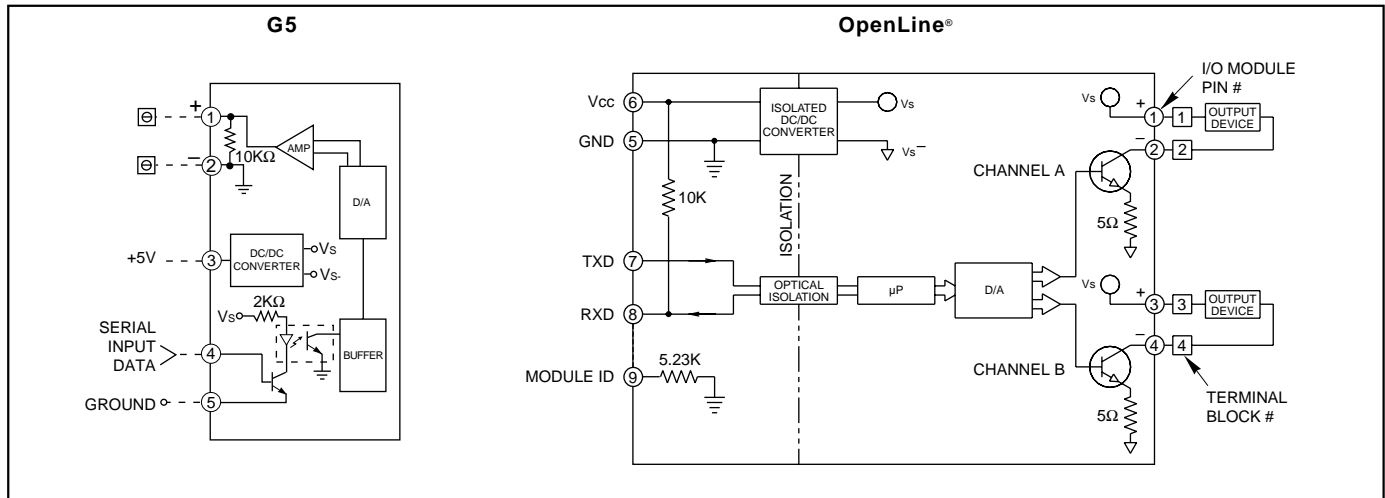 G5
+
1
10KΩ
AMP
−
2
D/A
+5V
3
DC/DC
CONVERTER
Vs
Vs-
2KΩ
Vs
SERIAL
INPUT
DATA
4
BUFFER
GROUND
5
OpenLine®
I/O MODULE
PIN #
Vcc
6
ISOLATED
DC/DC
CONVERTER
Vs
Vs
+
1
1
OUTPUT
DEVICE
GND
5
Vs−
−
2
2
CHANNEL A
10K
ISOLATION
5Ω
TXD
7
OPTICAL
ISOLATION
µP
D/A
Vs
+
3
3
OUTPUT
DEVICE
RXD
8
−
4
4
MODULE ID
9
5.23K
CHANNEL B
5Ω
TERMINAL
BLOCK #